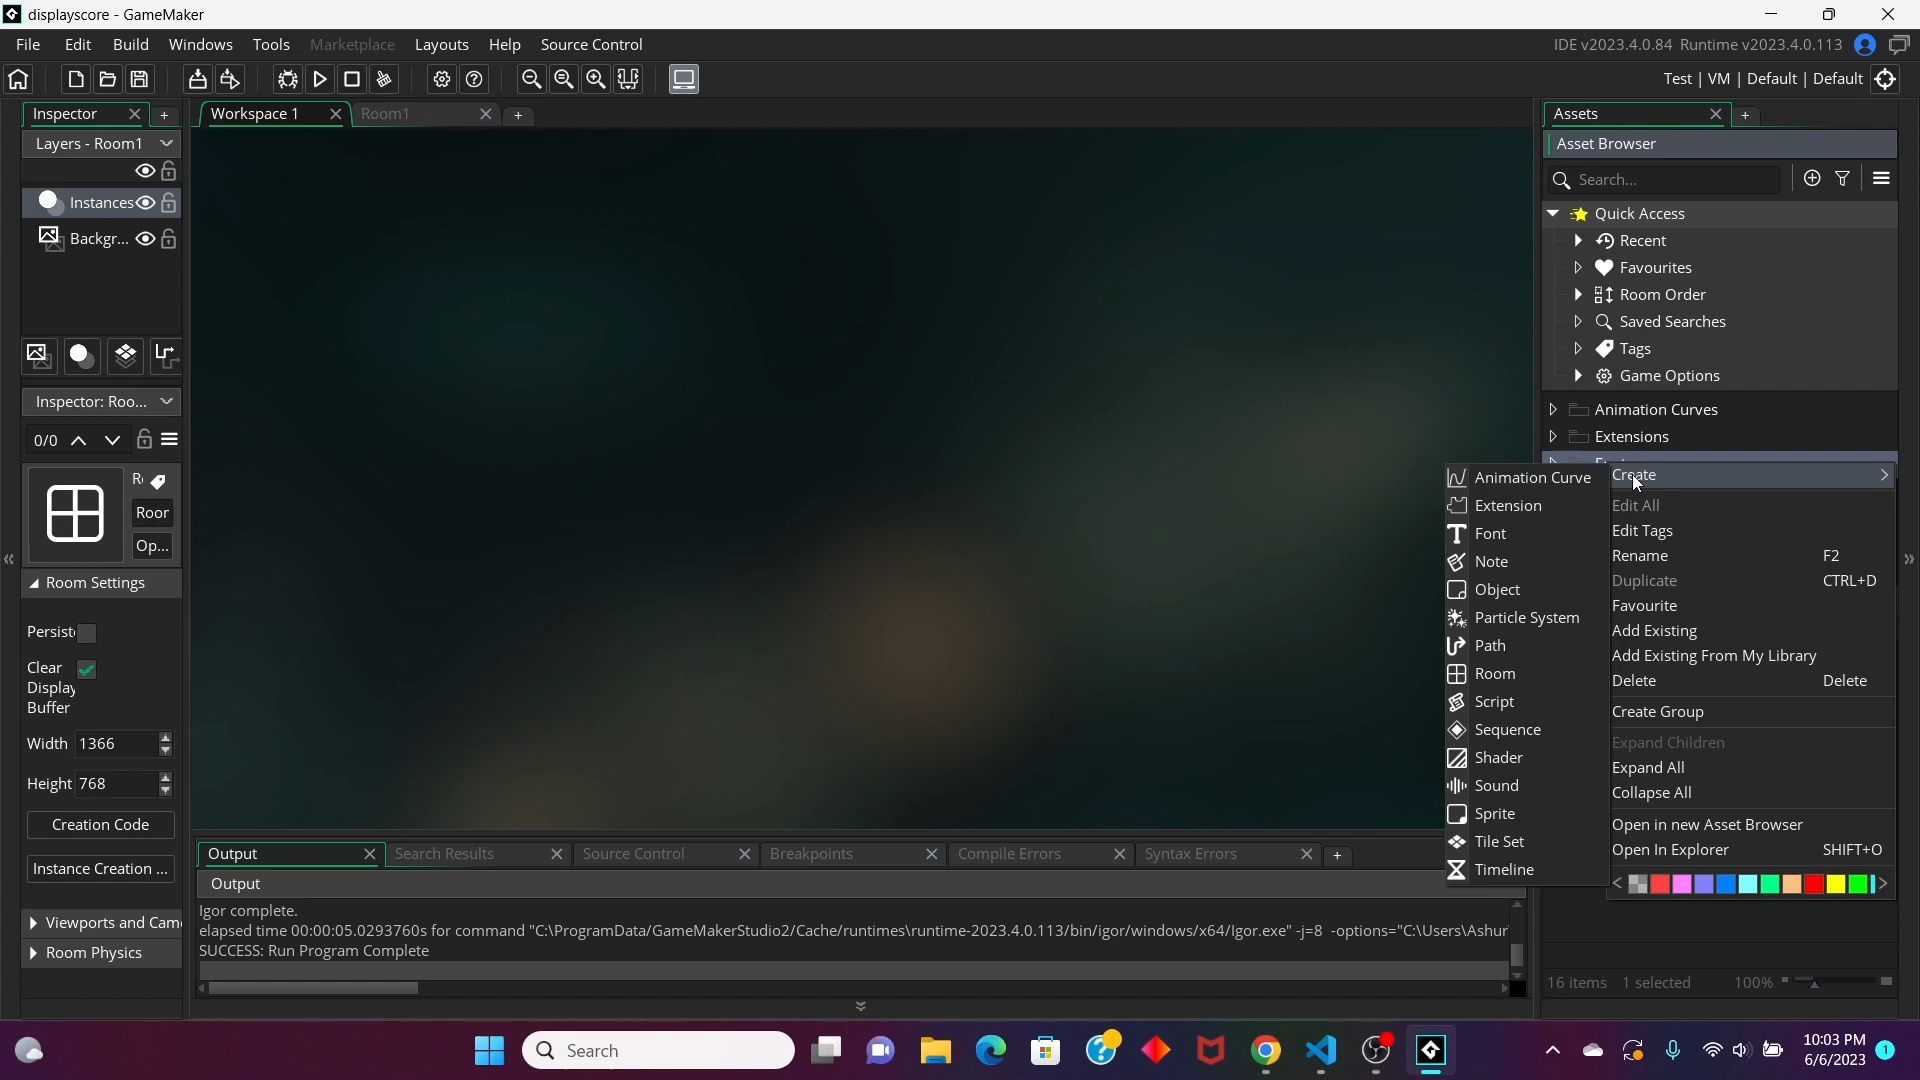 displayscore - GameMaker
File Edit Build Windows Tools Marketplace Layouts Help Source Control
IDE v2023.4.0.84 Runtime v2023.4.0.113
Test | VM | Default | Default
Inspector
Layers - Room1
Instances
Backgr...
Inspector: Roo...
0/0
R
Roor
Op...
Room Settings
Persist
Clear
Display
Buffer
Width 1366
Height 768
Creation Code
Instance Creation ...
Viewports and Cam
Room Physics
Workspace 1
Room1
Output
Search Results
Source Control
Breakpoints
Compile Errors
Syntax Errors
Output
Igor complete.
elapsed time 00:00:05.0293760s for command "C:\ProgramData/GameMakerStudio2/Cache/runtimes\runtime-2023.4.0.113/bin/igor/windows/x64/Igor.exe" -j=8 -options="C:\Users\Ashur
SUCCESS: Run Program Complete
Assets
Asset Browser
Search...
Quick Access
Recent
Favourites
Room Order
Saved Searches
Tags
Game Options
Animation Curves
Extensions
Animation Curve
Extension
Font
Note
Object
Particle System
Path
Room
Script
Sequence
Shader
Sound
Sprite
Tile Set
Timeline
Create
Edit All
Edit Tags
Rename F2
Duplicate CTRL+D
Favourite
Add Existing
Add Existing From My Library
Delete Delete
Create Group
Expand Children
Expand All
Collapse All
Open in new Asset Browser
Open In Explorer SHIFT+O
16 items 1 selected 100%
Search
10:03 PM
6/6/2023
1